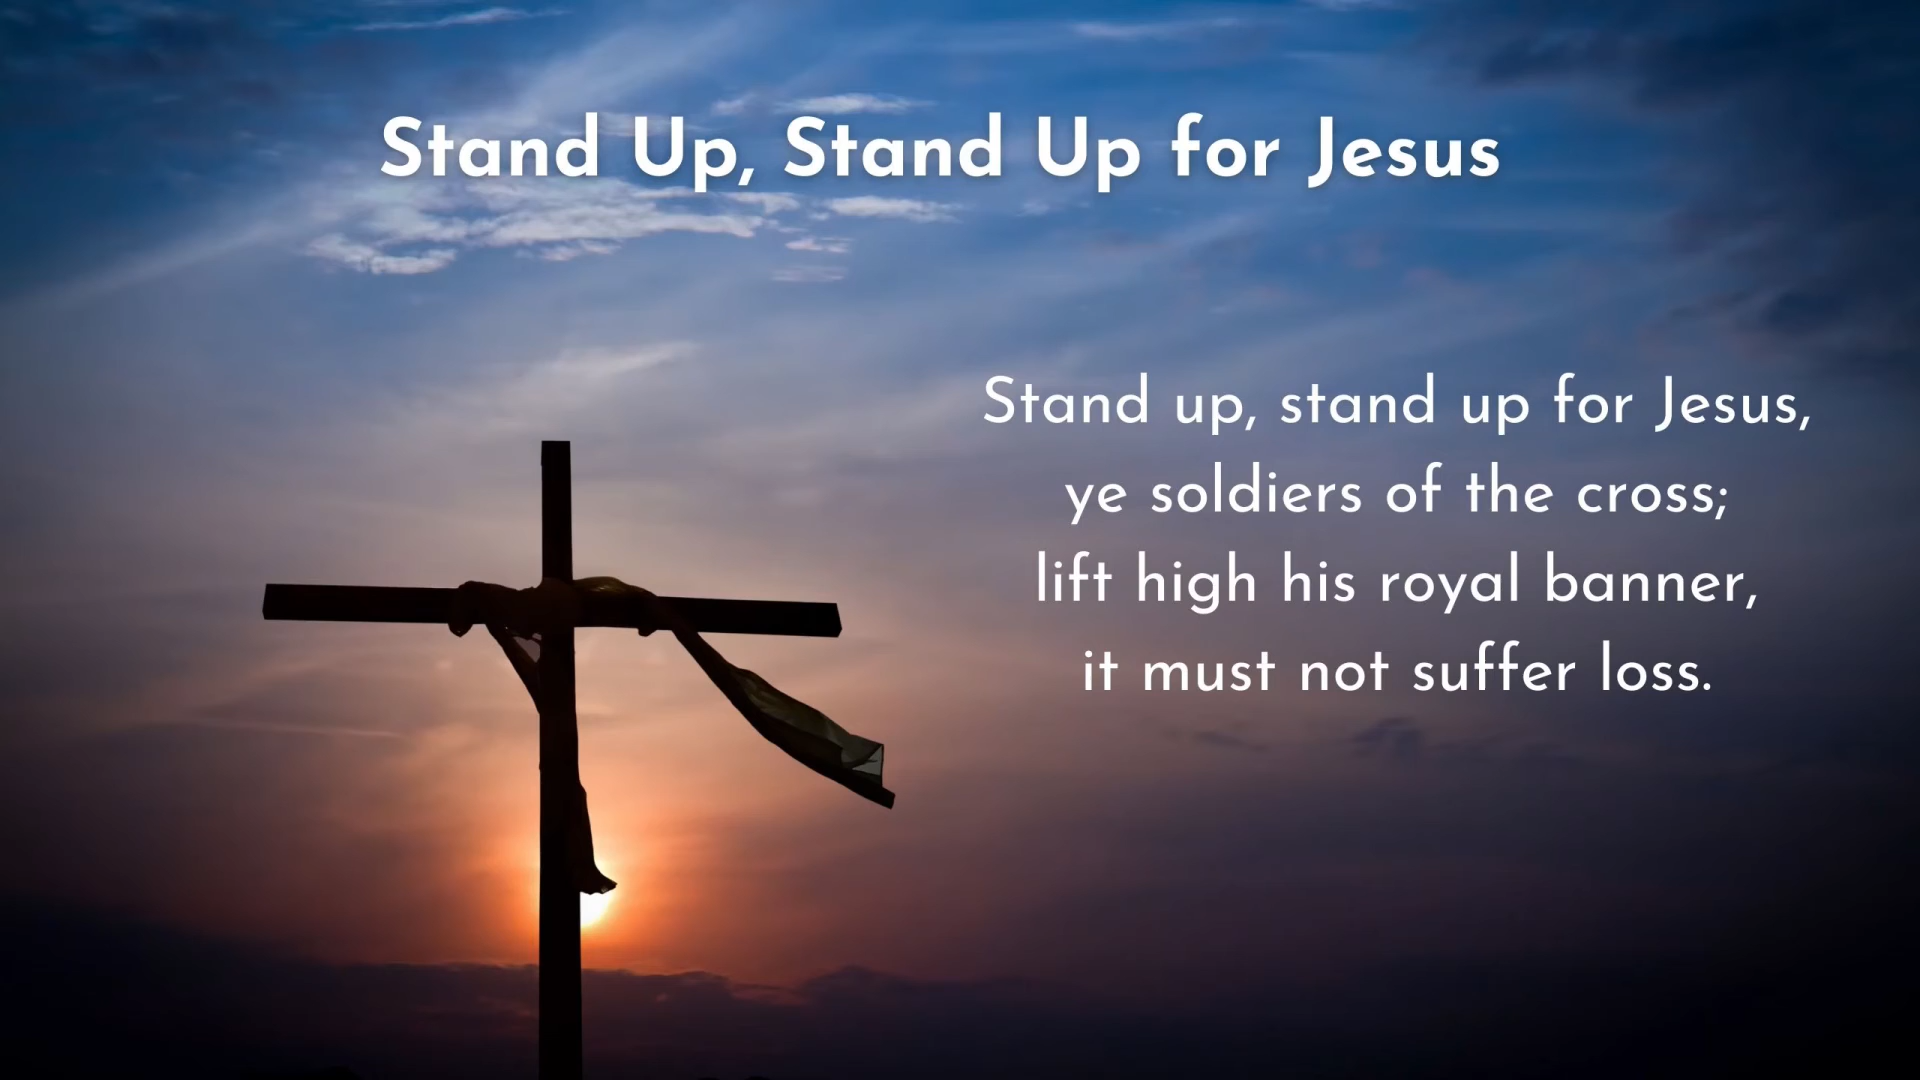 Stand Up, Stand Up for Jesus
Stand up, stand up for Jesus,
ye soldiers of the cross;
lift high his royal banner,
it must not suffer loss.